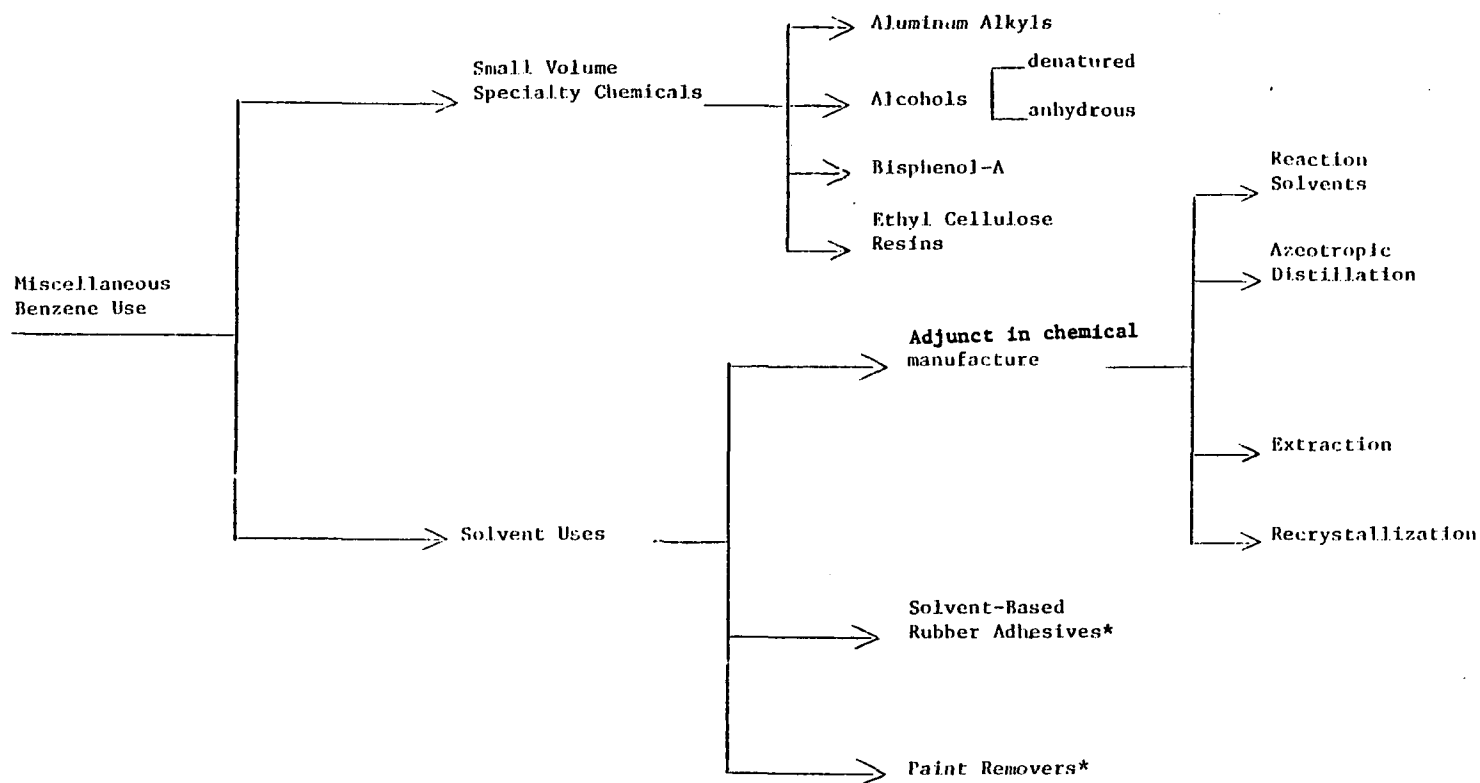 Aluminum Alkyls
Small Volume
Specialty Chemicals
denatured
Alcohols
anhydrous
Bisphenol-A
Ethyl Cellulose
Resins
Reaction
Solvents
Azeotropic
Distillation
Miscellaneous
Benzene Use
Adjunct in chemical
manufacture
Extraction
Solvent Uses
Recrystallization
Solvent-Based
Rubber Adhesives*
Paint Removers*